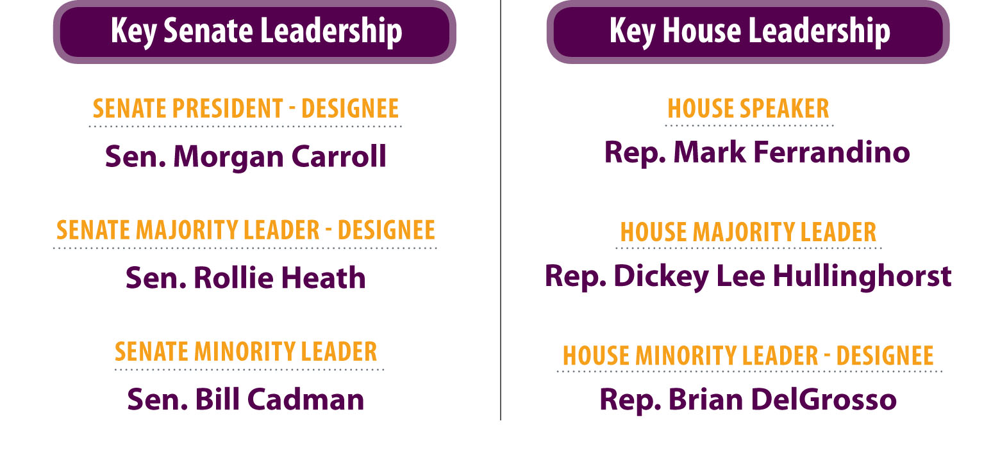 Key Senate Leadership
SENATE PRESIDENT - DESIGNEE
Sen. Morgan Carroll
SENATE MAJORITY LEADER - DESIGNEE
Sen. Rollie Heath
SENATE MINORITY LEADER
Sen. Bill Cadman
Key House Leadership
HOUSE SPEAKER
Rep. Mark Ferrandino
HOUSE MAJORITY LEADER
Rep. Dickey Lee Hullinghorst
HOUSE MINORITY LEADER - DESIGNEE
Rep. Brian DelGrosso